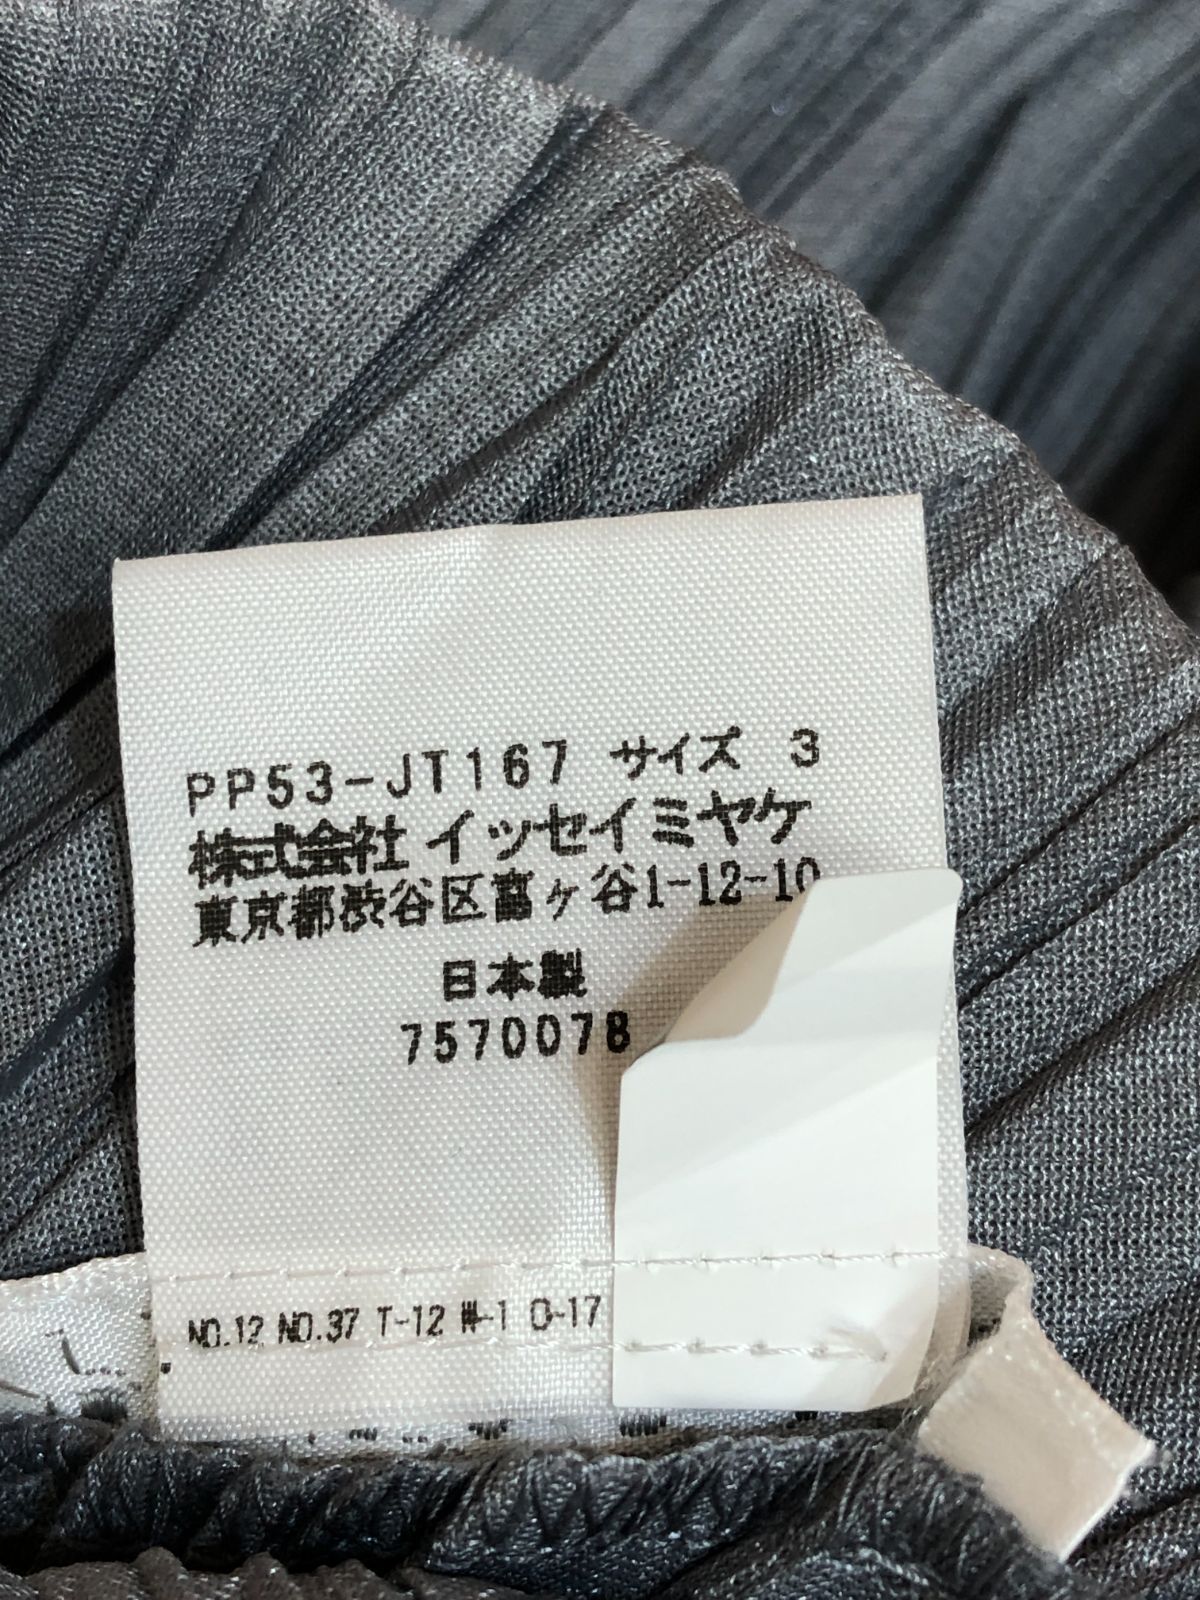 PP53-JT167 サイズ 3
株式会社 イッセイミヤケ
東京都渋谷区富ヶ谷1-12-10
日本製
7570078
NO.12 NO.37 T-12 W-1 O-17